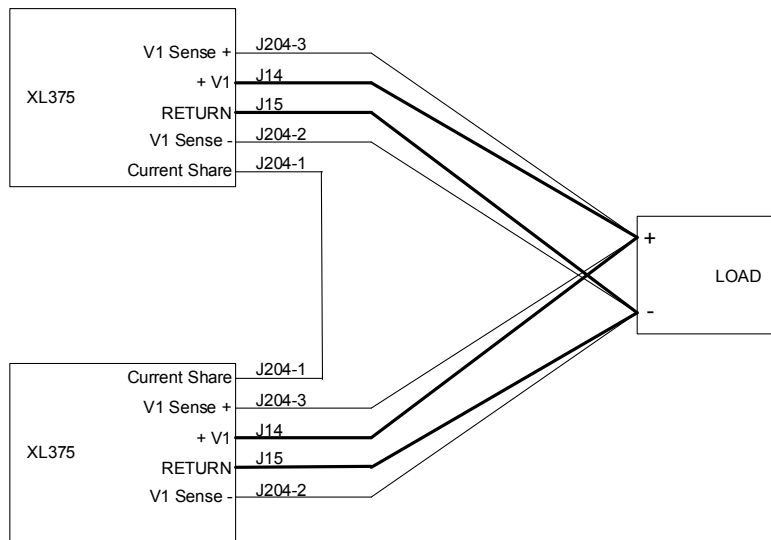 V1 Sense + J204-3
+ V1 J14
XL375
RETURN J15
V1 Sense - J204-2
Current Share J204-1
+
LOAD
-
Current Share J204-1
V1 Sense + J204-3
+ V1 J14
XL375
RETURN J15
V1 Sense - J204-2